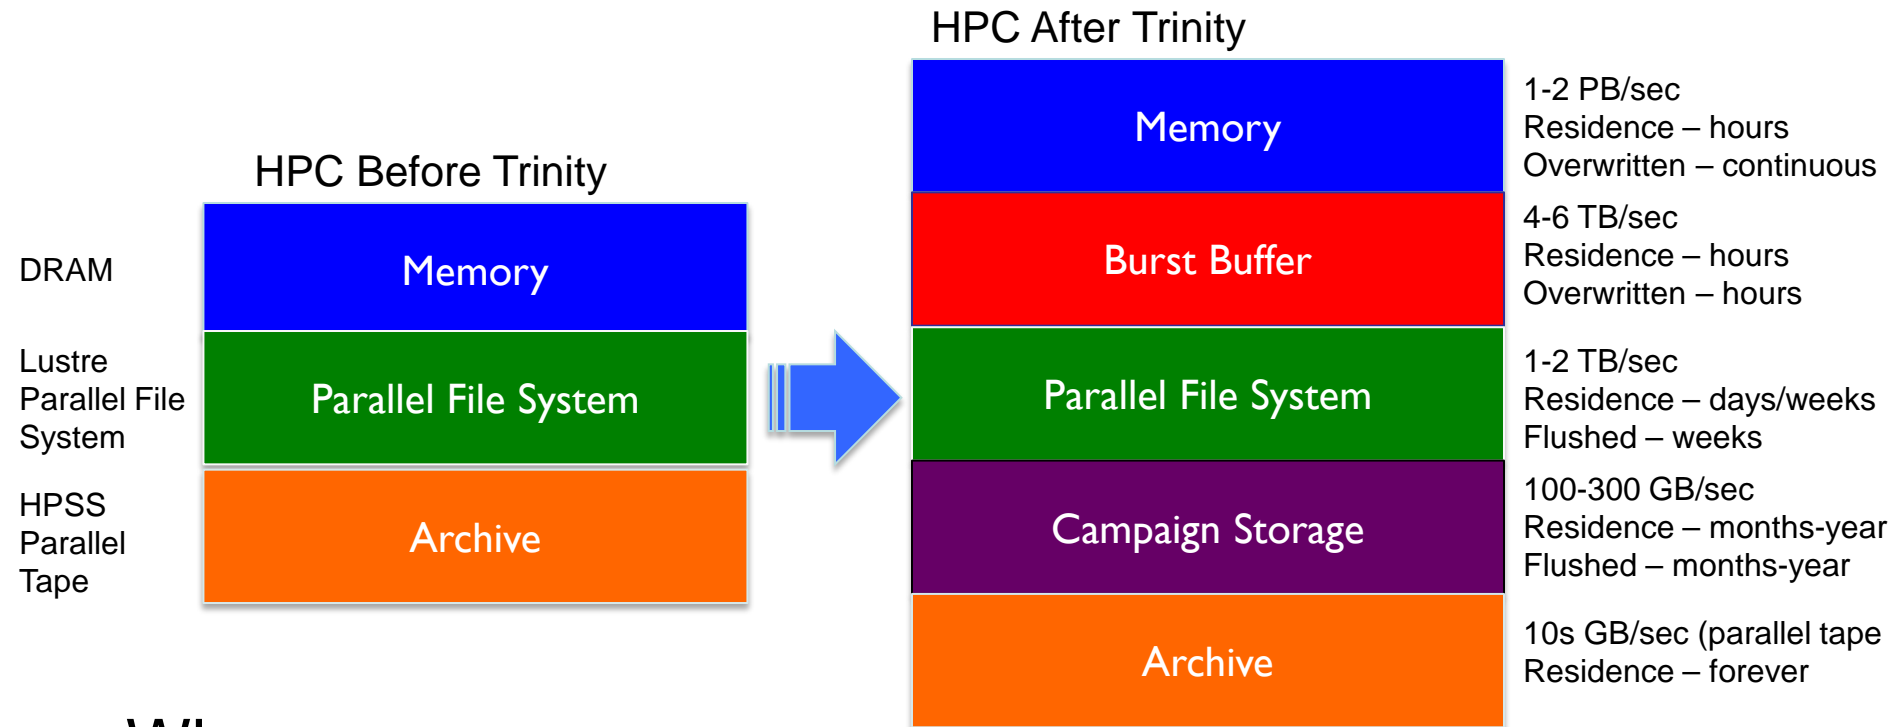 HPC Before Trinity
DRAM
Memory
Lustre
Parallel File
System
Parallel File System
HPSS
Parallel
Tape
Archive
HPC After Trinity
Memory
1-2 PB/sec
Residence – hours
Overwritten – continuous
Burst Buffer
4-6 TB/sec
Residence – hours
Overwritten – hours
Parallel File System
1-2 TB/sec
Residence – days/weeks
Flushed – weeks
Campaign Storage
100-300 GB/sec
Residence – months-year
Flushed – months-year
Archive
10s GB/sec (parallel tape
Residence – forever